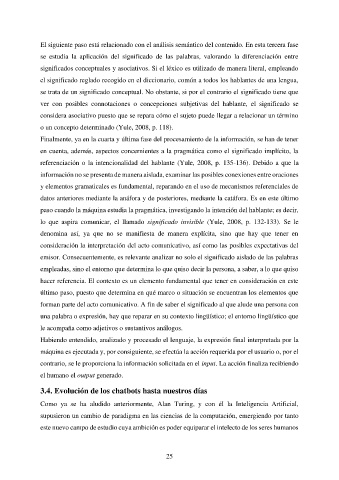 El siguiente paso está relacionado con el análisis semántico del contenido. En esta tercera fase
se estudia la aplicación del significado de las palabras, valorando la diferenciación entre
significados conceptuales y asociativos. Si el léxico es utilizado de manera literal, empleando
el significado reglado recogido en el diccionario, común a todos los hablantes de una lengua,
se trata de un significado conceptual. No obstante, si por el contrario el significado tiene que
ver con posibles connotaciones o concepciones subjetivas del hablante, el significado se
considera asociativo puesto que se repara cómo el sujeto puede llegar a relacionar un término
o un concepto determinado (Yule, 2008, p. 118).
Finalmente, ya en la cuarta y última fase del procesamiento de la información, se han de tener
en cuenta, además, aspectos concernientes a la pragmática como el significado implícito, la
referenciación o la intencionalidad del hablante (Yule, 2008, p. 135-136). Debido a que la
información no se presenta de manera aislada, examinar las posibles conexiones entre oraciones
y elementos gramaticales es fundamental, reparando en el uso de mecanismos referenciales de
datos anteriores mediante la anáfora y de posteriores, mediante la catáfora. Es en este último
paso cuando la máquina estudia la pragmática, investigando la intención del hablante; es decir,
lo que aspira comunicar, el llamado significado invisible (Yule, 2008, p. 132-133). Se le
denomina así, ya que no se manifiesta de manera explícita, sino que hay que tener en
consideración la interpretación del acto comunicativo, así como las posibles expectativas del
emisor. Consecuentemente, es relevante analizar no solo el significado aislado de las palabras
empleadas, sino el entorno que determina lo que quiso decir la persona, a saber, a lo que quiso
hacer referencia. El contexto es un elemento fundamental que tener en consideración en este
último paso, puesto que determina en qué marco o situación se encuentran los elementos que
forman parte del acto comunicativo. A fin de saber el significado al que alude una persona con
una palabra o expresión, hay que reparar en su contexto lingüístico; el entorno lingüístico que
le acompaña como adjetivos o sustantivos análogos.
Habiendo entendido, analizado y procesado el lenguaje, la expresión final interpretada por la
máquina es ejecutada y, por consiguiente, se efectúa la acción requerida por el usuario o, por el
contrario, se le proporciona la información solicitada en el input. La acción finaliza recibiendo
el humano el output generado.
3.4. Evolución de los chatbots hasta nuestros días
Como ya se ha aludido anteriormente, Alan Turing, y con él la Inteligencia Artificial,
supusieron un cambio de paradigma en las ciencias de la computación, emergiendo por tanto
este nuevo campo de estudio cuya ambición es poder equiparar el intelecto de los seres humanos
25